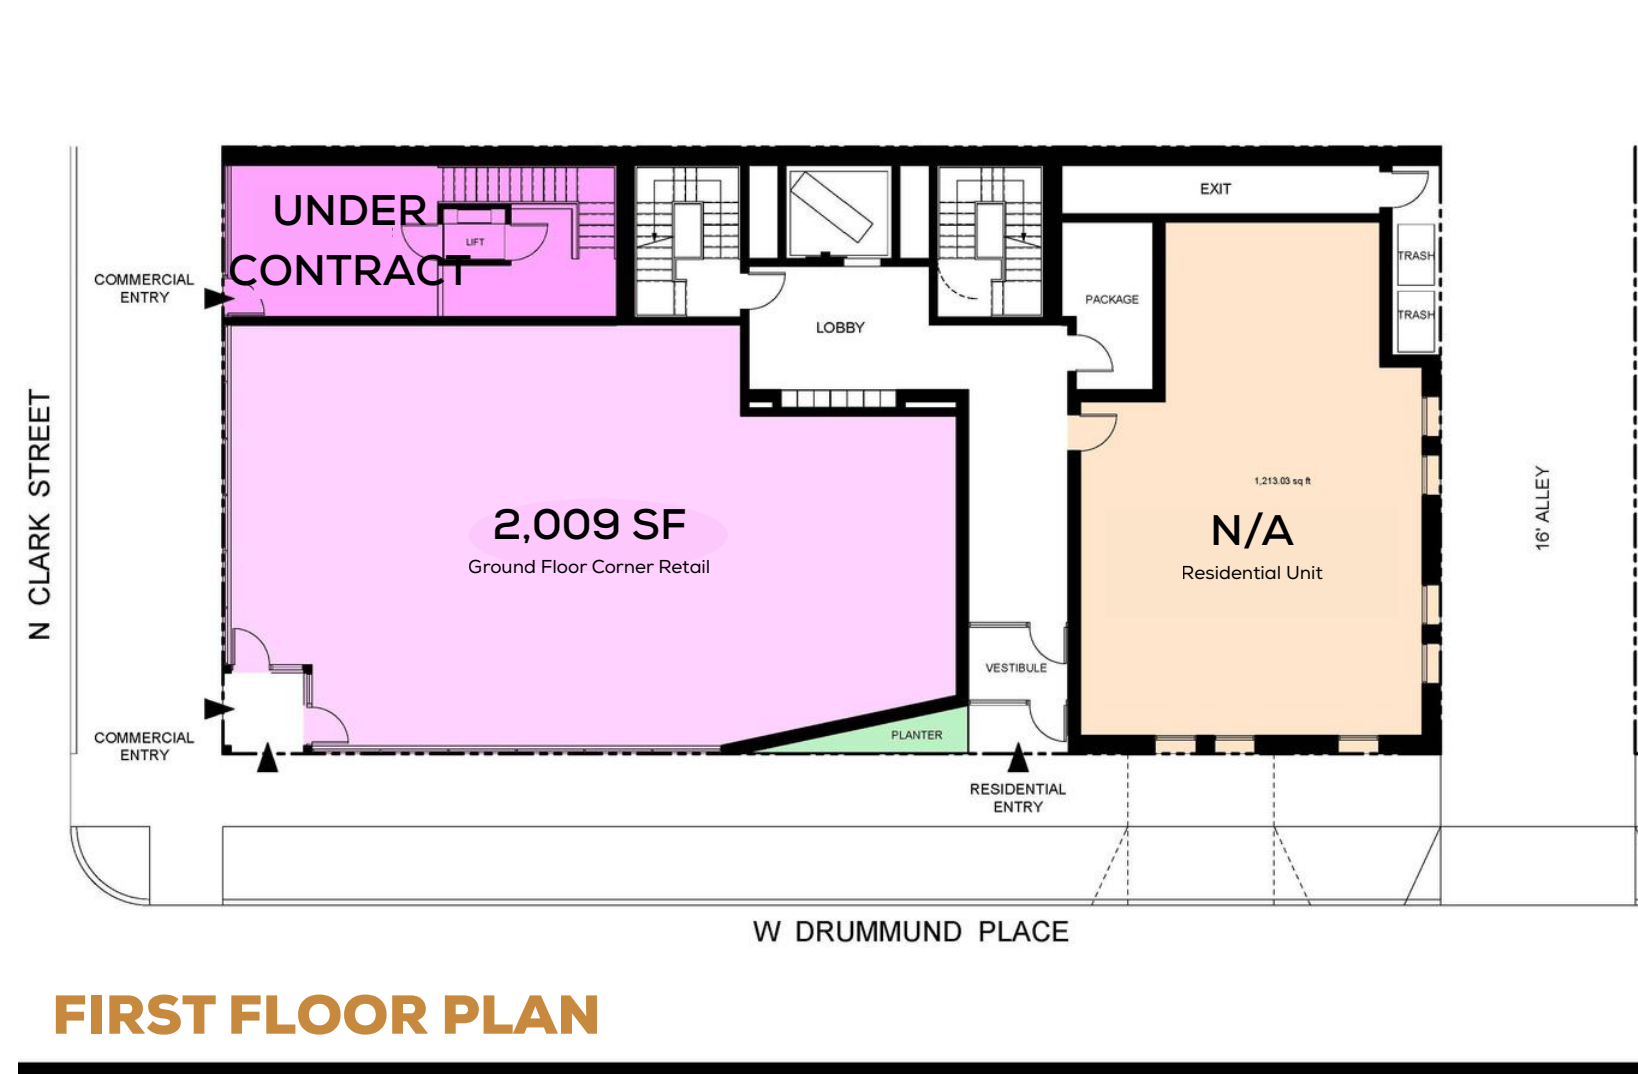 UNDER
CONTRACT
LIFT
EXIT
TRASH
TRASH
PACKAGE
LOBBY
COMMERCIAL
ENTRY
N CLARK STREET
2,009 SF
Ground Floor Corner Retail
1,213.03 sq ft
N/A
Residential Unit
16' ALLEY
VESTIBULE
PLANTER
COMMERCIAL
ENTRY
RESIDENTIAL
ENTRY
W DRUMMUND PLACE
FIRST FLOOR PLAN